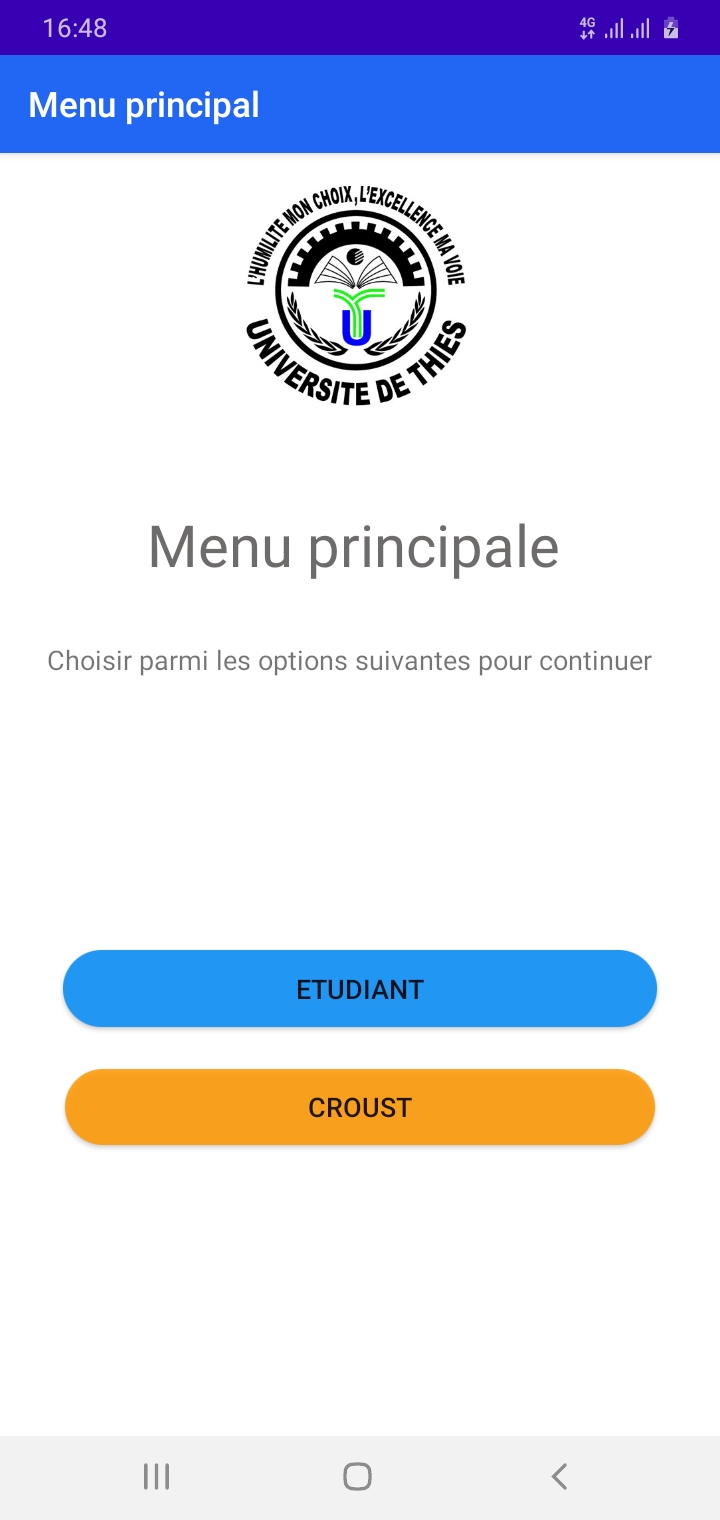 16:48
4G
Menu principal
L'HUMILITE MON CHOIX, L'EXCELLENCE MA VOIE
UNIVERSITE DE THIES
Menu principale
Choisir parmi les options suivantes pour continuer
ETUDIANT
CROUST